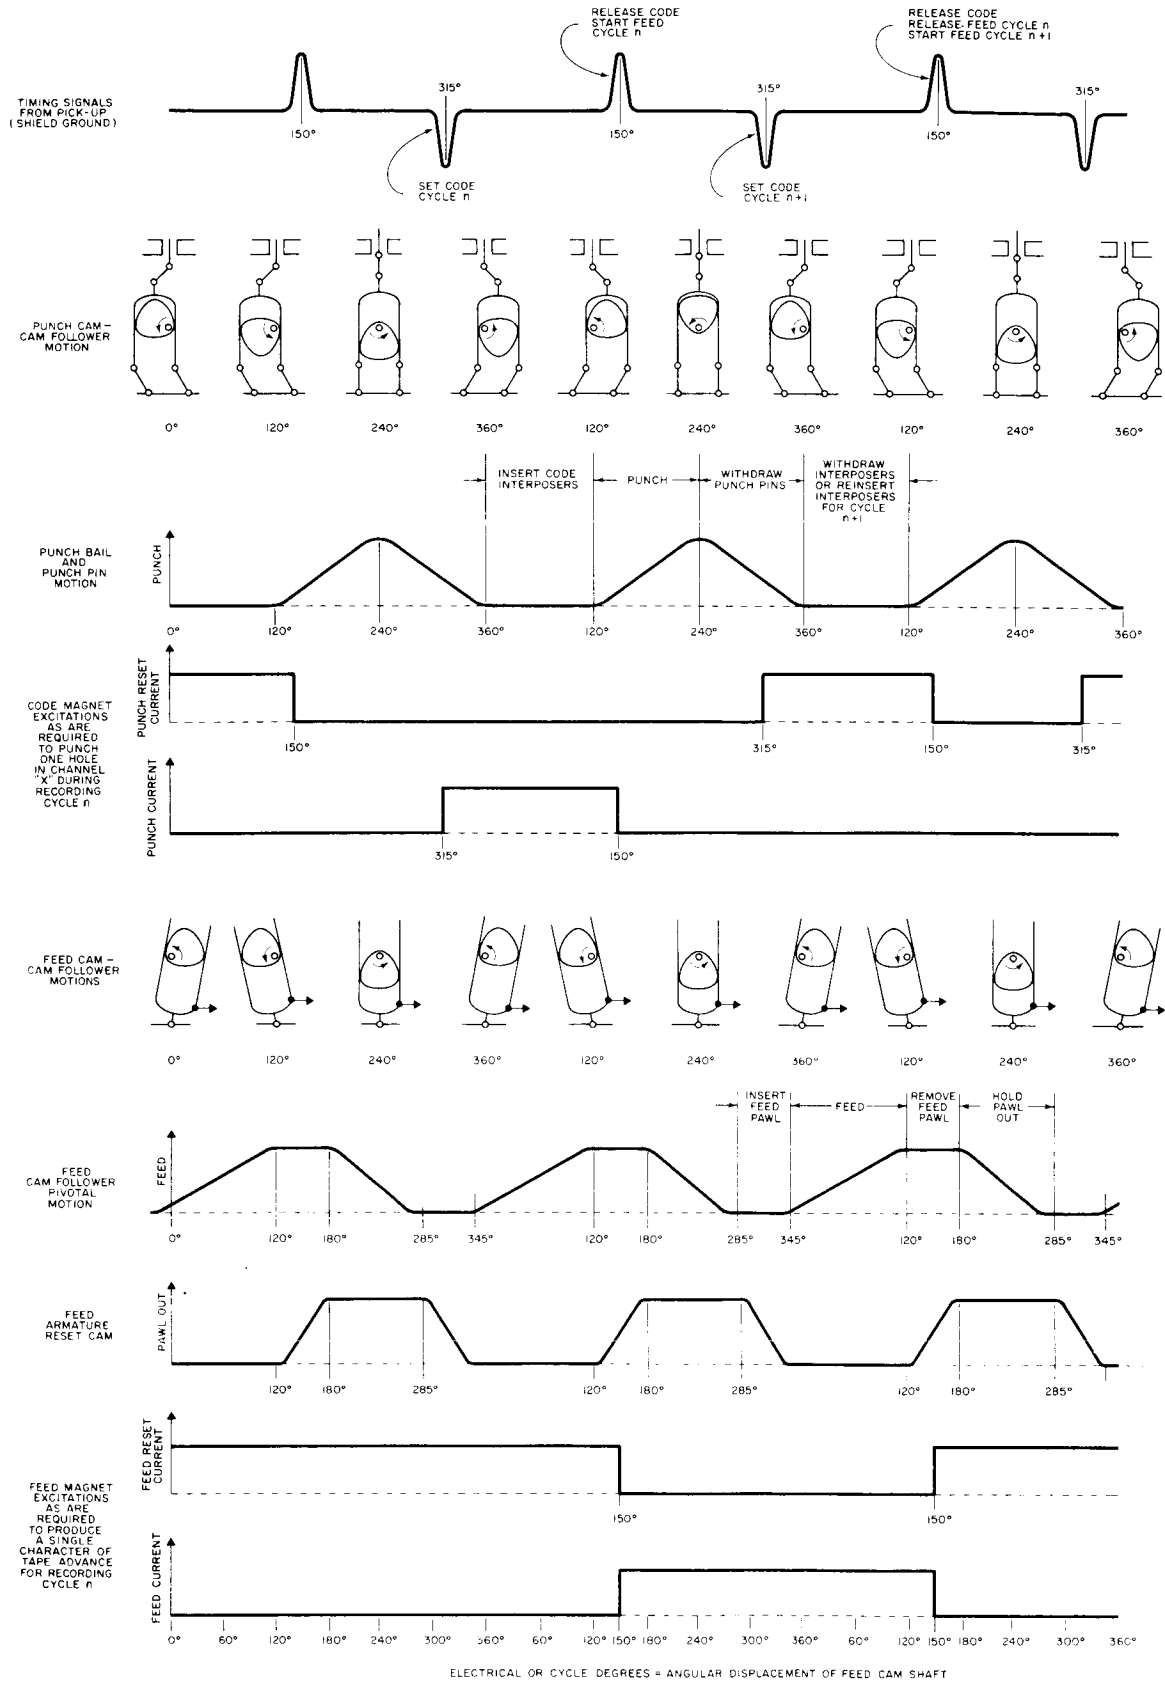 RELEASE CODE
START FEED
CYCLE n
RELEASE CODE
RELEASE FEED CYCLE n
START FEED CYCLE n+1
TIMING SIGNALS
FROM PICK-UP
(SHIELD GROUND)
150°
315°
150°
315°
150°
315°
SET CODE
CYCLE n
SET CODE
CYCLE n+1
PUNCH CAM –
CAM FOLLOWER
MOTION
0° 120° 240° 360° 120° 240° 360° 120° 240° 360°
INSERT CODE
INTERPOSERS
PUNCH
WITHDRAW
PUNCH PINS
WITHDRAW
INTERPOSERS
OR REINSERT
INTERPOSERS
FOR CYCLE
n+1
PUNCH BAIL
AND
PUNCH PIN
MOTION
PUNCH
0° 120° 240° 360° 120° 240° 360° 120° 240° 360°
CODE MAGNET
EXCITATIONS
AS ARE
REQUIRED
TO PUNCH
ONE HOLE
IN CHANNEL
"X" DURING
RECORDING
CYCLE n
PUNCH RESET
CURRENT
150° 315° 150° 315°
PUNCH CURRENT
315° 150°
FEED CAM –
CAM FOLLOWER
MOTIONS
0° 120° 240° 360° 120° 240° 360° 120° 240° 360°
INSERT
FEED
PAWL
FEED
REMOVE
FEED
PAWL
HOLD
PAWL
OUT
FEED
CAM FOLLOWER
PIVOTAL
MOTION
FEED
0° 120° 180° 285° 345° 120° 180° 285° 345° 120° 180° 285° 345°
FEED
ARMATURE
RESET CAM
PAWL OUT
120° 180° 285° 120° 180° 285° 120° 180° 285°
FEED MAGNET
EXCITATIONS
AS ARE
REQUIRED
TO PRODUCE
A SINGLE
CHARACTER OF
TAPE ADVANCE
FOR RECORDING
CYCLE n
FEED RESET
CURRENT
150° 150°
FEED CURRENT
0° 60° 120° 180° 240° 300° 360° 60° 120° 150° 180° 240° 300° 360° 60° 120° 150° 180° 240° 300° 360°
ELECTRICAL OR CYCLE DEGREES = ANGULAR DISPLACEMENT OF FEED CAM SHAFT